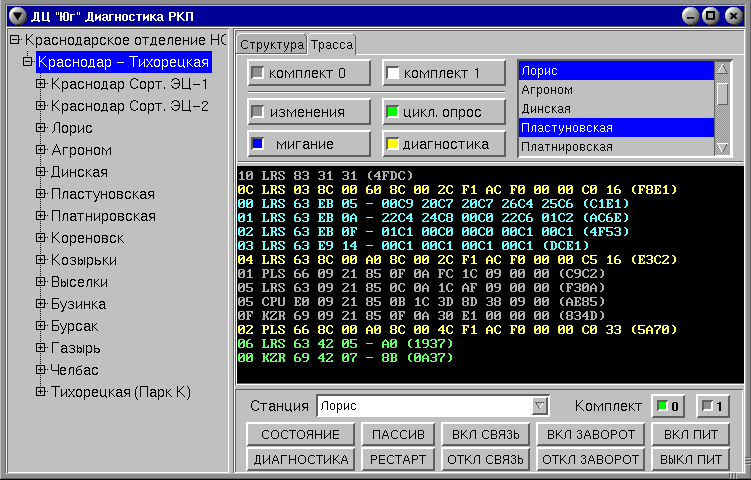 ДЦ "Юг" Диагностика РКП
Краснодарское отделение НО
Краснодар – Тихорецкая
Краснодар Сорт. ЭЦ-1
Краснодар Сорт. ЭЦ-2
Лорис
Агроном
Динская
Пластуновская
Платнировская
Кореновск
Козырьки
Выселки
Бузинка
Бурсак
Газырь
Челбас
Тихорецкая (Парк К)
Структура Трасса
комплект 0 комплект 1
изменения цикл. опрос
мигание диагностика
Лорис
Агроном
Динская
Пластуновская
Платнировская
10 LRS 83 31 31 (4FDC)
0C LRS 03 8C 00 60 8C 00 2C F1 AC F0 00 00 C0 16 (F8E1)
00 LRS 63 EB 05 - 00C9 20C7 20C7 26C4 25C6 (C1E1)
01 LRS 63 EB 0A - 22C4 24C8 00C0 22C6 01C2 (AC6E)
02 LRS 63 EB 0F - 01C1 00C0 00C0 00C1 00C1 (4F53)
03 LRS 63 E9 14 - 00C1 00C1 00C1 00C1 (DCE1)
04 LRS 63 8C 00 A0 8C 00 2C F1 AC F0 00 00 C5 16 (E3C2)
01 PLS 66 09 21 85 0F 0A FC 1C 09 00 00 (C9C2)
05 LRS 63 09 21 85 0C 0A 1C AF 09 00 00 (F30A)
05 CPU E0 09 21 85 0B 1C 3D 8D 38 09 00 (AE85)
0F KZR 69 09 21 85 0F 0A 30 E1 00 00 00 (834D)
02 PLS 66 8C 00 A0 8C 00 4C F1 AC F0 00 00 C0 33 (5A70)
06 LRS 63 42 05 - A0 (1937)
00 KZR 69 42 07 - 8B (0A37)
Станция Лорис Комплект 0 1
СОСТОЯНИЕ ПАССИВ ВКЛ СВЯЗЬ ВКЛ ЗАВОРОТ ВКЛ ПИТ
ДИАГНОСТИКА РЕСТАРТ ОТКЛ СВЯЗЬ ОТКЛ ЗАВОРОТ ВЫКЛ ПИТ